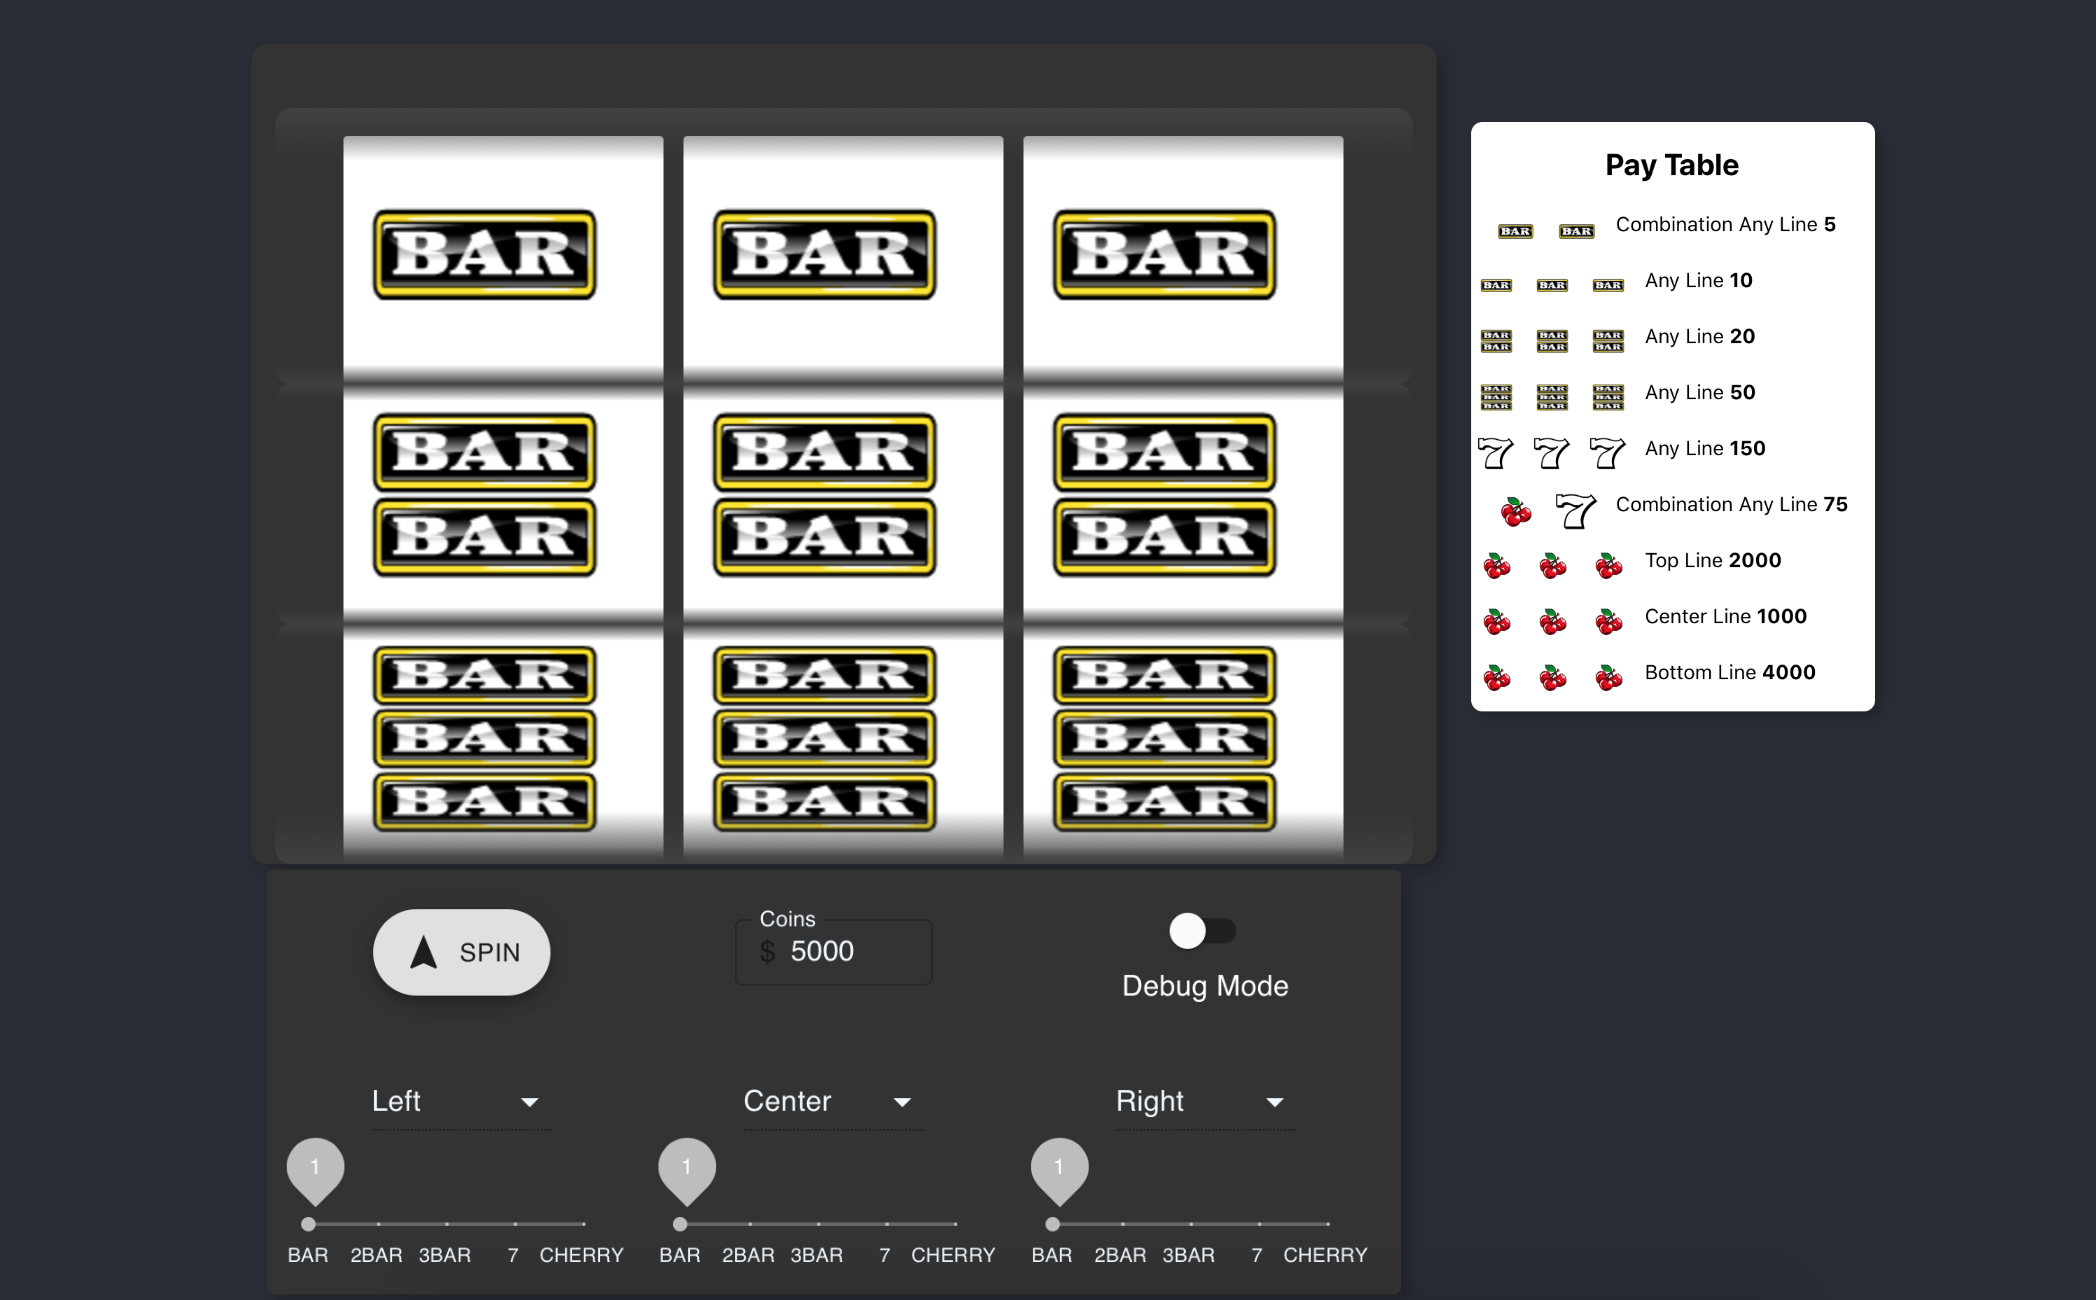 BAR BAR BAR
BAR BAR BAR
BAR BAR BAR
BAR BAR BAR
BAR BAR BAR
BAR BAR BAR
Pay Table
BAR BAR Combination Any Line 5
BAR BAR BAR Any Line 10
BAR BAR BAR
BAR BAR BAR Any Line 20
BAR BAR BAR
BAR BAR BAR
BAR BAR BAR Any Line 50
7 7 7 Any Line 150
7 Combination Any Line 75
Top Line 2000
Center Line 1000
Bottom Line 4000
SPIN
Coins
$ 5000
Debug Mode
Left Center Right
1 1 1
BAR 2BAR 3BAR 7 CHERRY BAR 2BAR 3BAR 7 CHERRY BAR 2BAR 3BAR 7 CHERRY